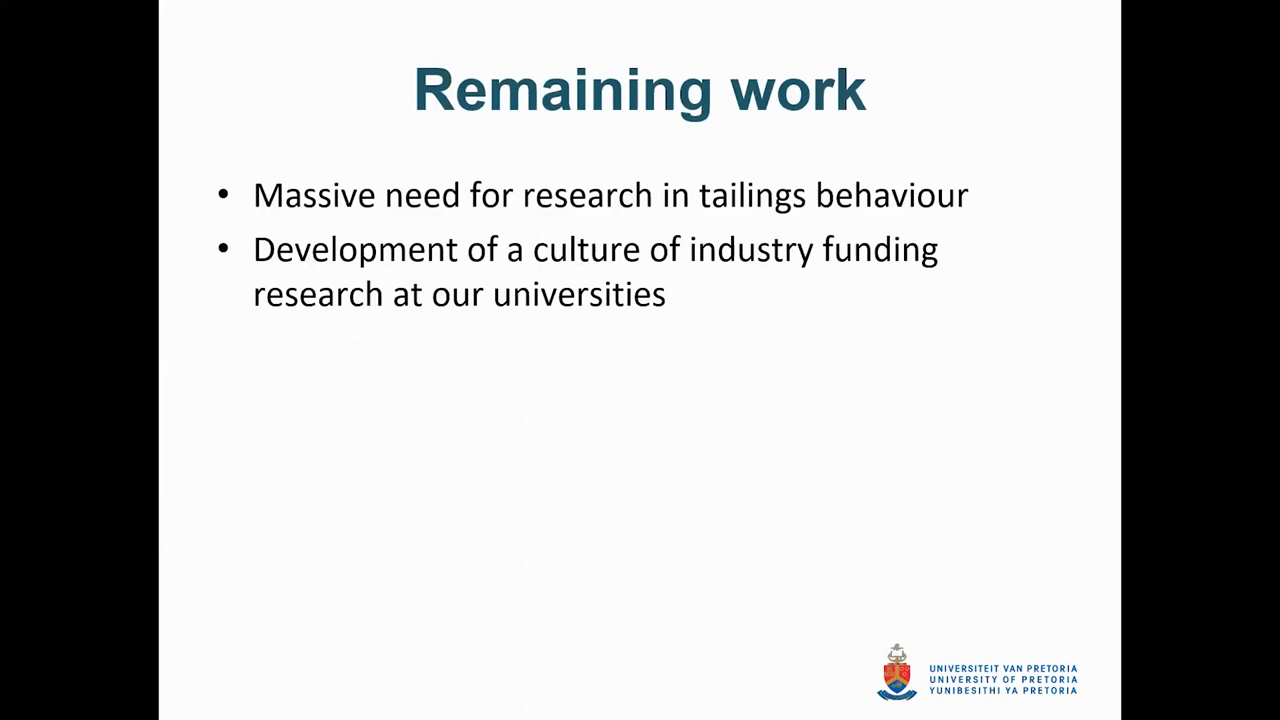 Remaining work
• Massive need for research in tailings behaviour
• Development of a culture of industry funding
research at our universities
UNIVERSITEIT VAN PRETORIA
UNIVERSITY OF PRETORIA
YUNIBESITHI YA PRETORIA